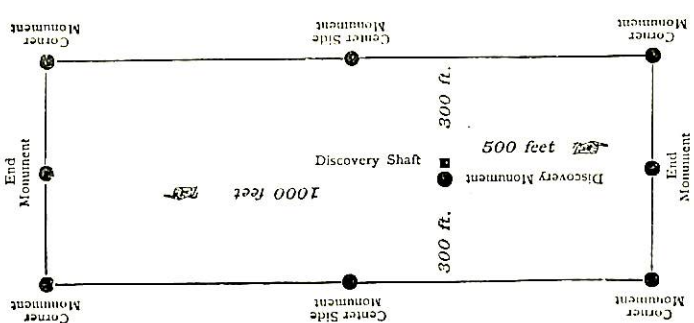 Corner
Monument
Center Side
Monument
Corner
Monument
300 ft.
500 feet
End
Monument
Discovery Shaft
Discovery Monument
End
Monument
1000 feet
300 ft.
Corner
Monument
Center Side
Monument
Corner
Monument